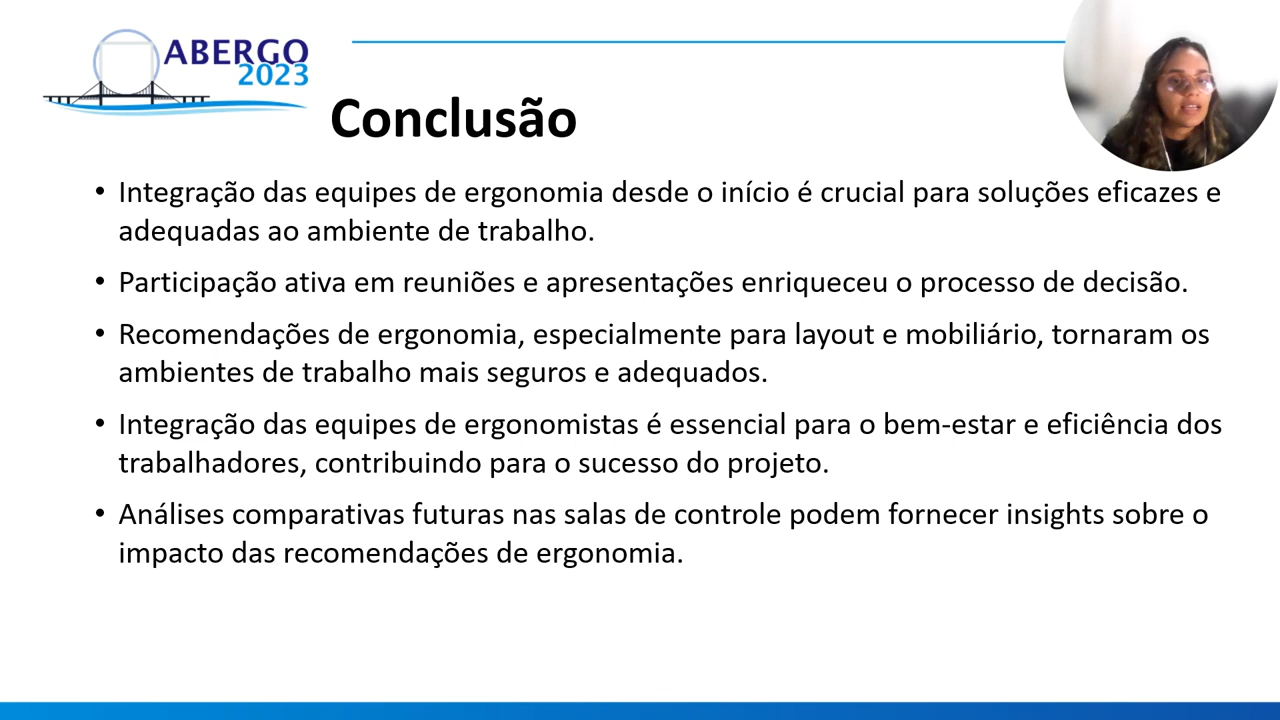 ABERGO
2023
Conclusão
• Integração das equipes de ergonomia desde o início é crucial para soluções eficazes e
adequadas ao ambiente de trabalho.
• Participação ativa em reuniões e apresentações enriqueceu o processo de decisão.
• Recomendações de ergonomia, especialmente para layout e mobiliário, tornaram os
ambientes de trabalho mais seguros e adequados.
• Integração das equipes de ergonomistas é essencial para o bem-estar e eficiência dos
trabalhadores, contribuindo para o sucesso do projeto.
• Análises comparativas futuras nas salas de controle podem fornecer insights sobre o
impacto das recomendações de ergonomia.